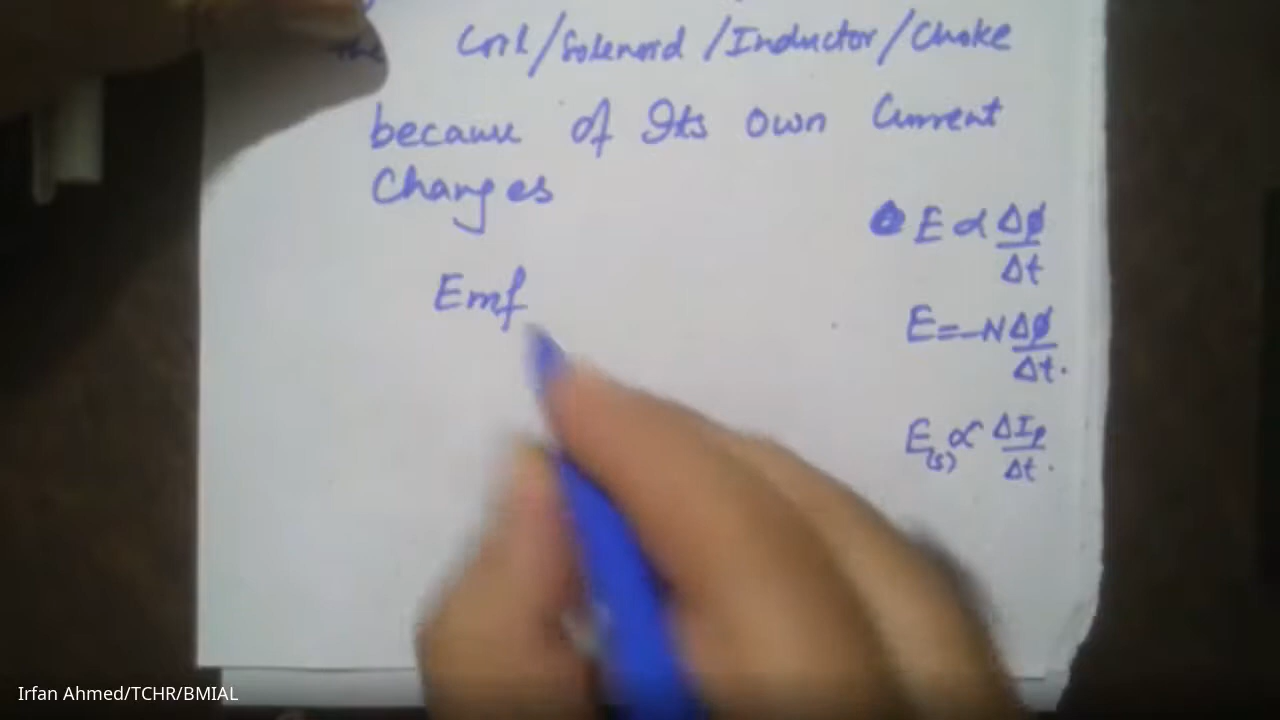 the Coil/Solenoid/Inductor/Choke
because of Its own Current
Changes
E ∝ Δφ/Δt
Emf
E=-N Δφ/Δt.
E(s) ∝ ΔIp/Δt.
Irfan Ahmed/TCHR/BMIAL